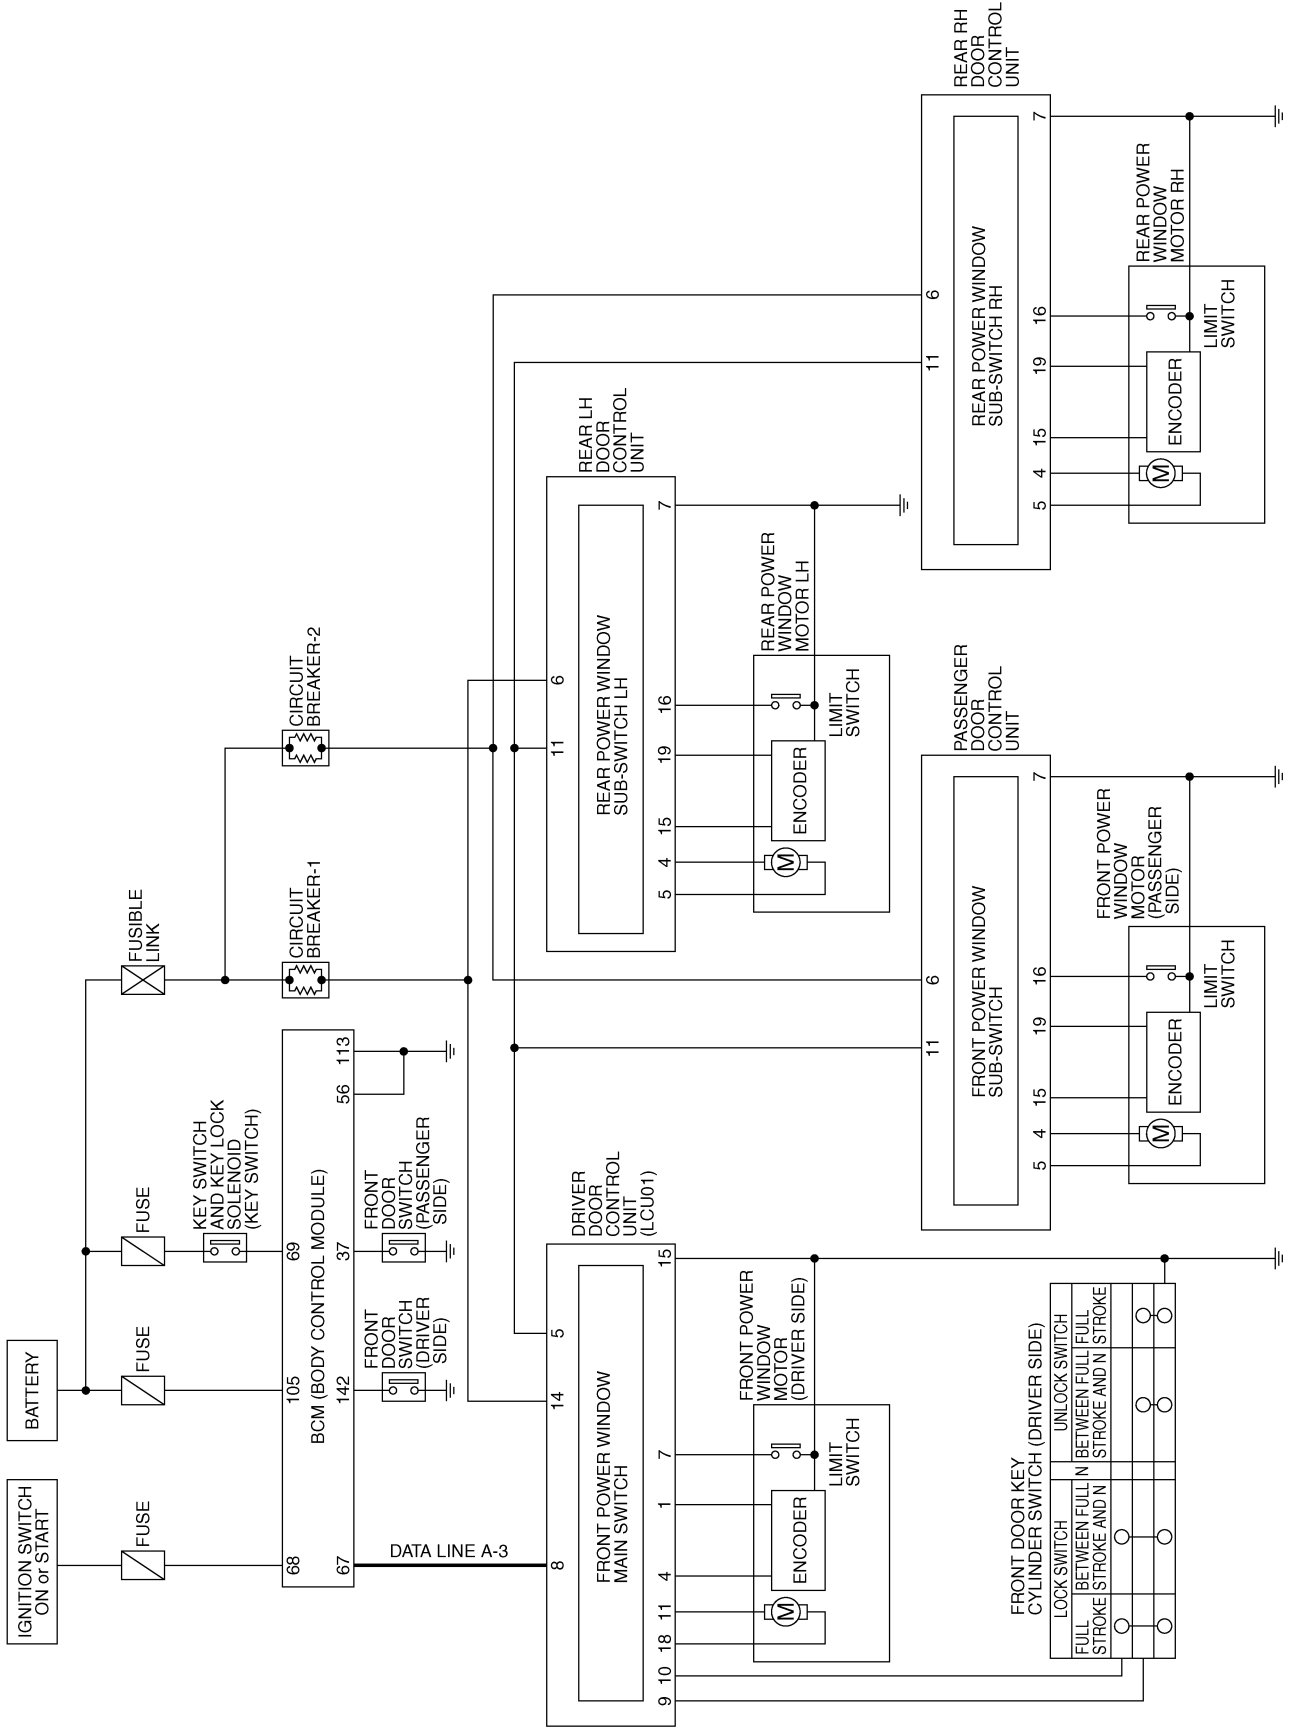 IGNITION SWITCH
ON or START
BATTERY
FUSE
FUSE
FUSE
FUSIBLE
LINK
KEY SWITCH
AND KEY LOCK
SOLENOID
(KEY SWITCH)
CIRCUIT
BREAKER-1
CIRCUIT
BREAKER-2
68
105
69
BCM (BODY CONTROL MODULE)
67
142
37
56
113
FRONT
DOOR
SWITCH
(DRIVER
SIDE)
FRONT
DOOR
SWITCH
(PASSENGER
SIDE)
DATA LINE A-3
DRIVER
DOOR
CONTROL
UNIT
(LCU01)
8
14
5
FRONT POWER WINDOW
MAIN SWITCH
9
10
18
11
4
1
7
15
FRONT POWER
WINDOW
MOTOR
(DRIVER SIDE)
M
ENCODER
LIMIT
SWITCH
REAR LH
DOOR
CONTROL
UNIT
11
6
REAR POWER WINDOW
SUB-SWITCH LH
5
4
15
19
16
7
REAR POWER
WINDOW
MOTOR LH
M
ENCODER
LIMIT
SWITCH
FRONT DOOR KEY
CYLINDER SWITCH (DRIVER SIDE)
LOCK SWITCH
N
UNLOCK SWITCH
FULL
STROKE
BETWEEN FULL
STROKE AND N
BETWEEN FULL
STROKE AND N
FULL
STROKE
PASSENGER
DOOR
CONTROL
UNIT
11
6
FRONT POWER WINDOW
SUB-SWITCH
5
4
15
19
16
7
FRONT POWER
WINDOW
MOTOR
(PASSENGER
SIDE)
M
ENCODER
LIMIT
SWITCH
REAR RH
DOOR
CONTROL
UNIT
11
6
REAR POWER WINDOW
SUB-SWITCH RH
5
4
15
19
16
7
REAR POWER
WINDOW
MOTOR RH
M
ENCODER
LIMIT
SWITCH